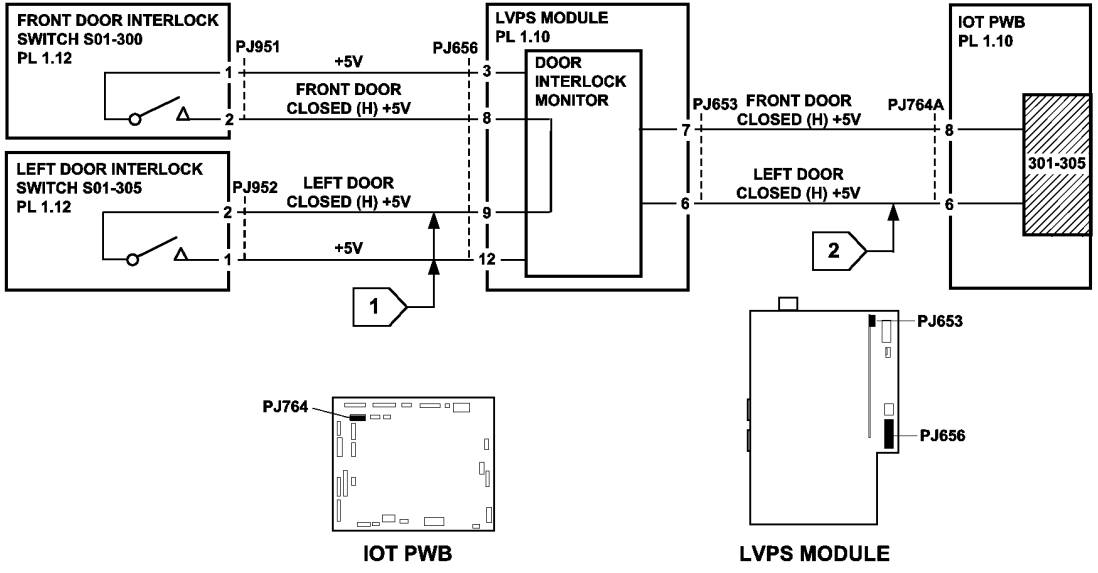 FRONT DOOR INTERLOCK
SWITCH S01-300
PL 1.12
PJ951
1
2
+5V
FRONT DOOR
CLOSED (H) +5V
PJ656
3
8
LVPS MODULE
PL 1.10
DOOR
INTERLOCK
MONITOR
PJ653
7
6
FRONT DOOR
CLOSED (H) +5V
LEFT DOOR
CLOSED (H) +5V
PJ764A
8
6
IOT PWB
PL 1.10
301-305
LEFT DOOR INTERLOCK
SWITCH S01-305
PL 1.12
PJ952
2
1
LEFT DOOR
CLOSED (H) +5V
+5V
9
12
1
2
PJ764
IOT PWB
PJ653
PJ656
LVPS MODULE